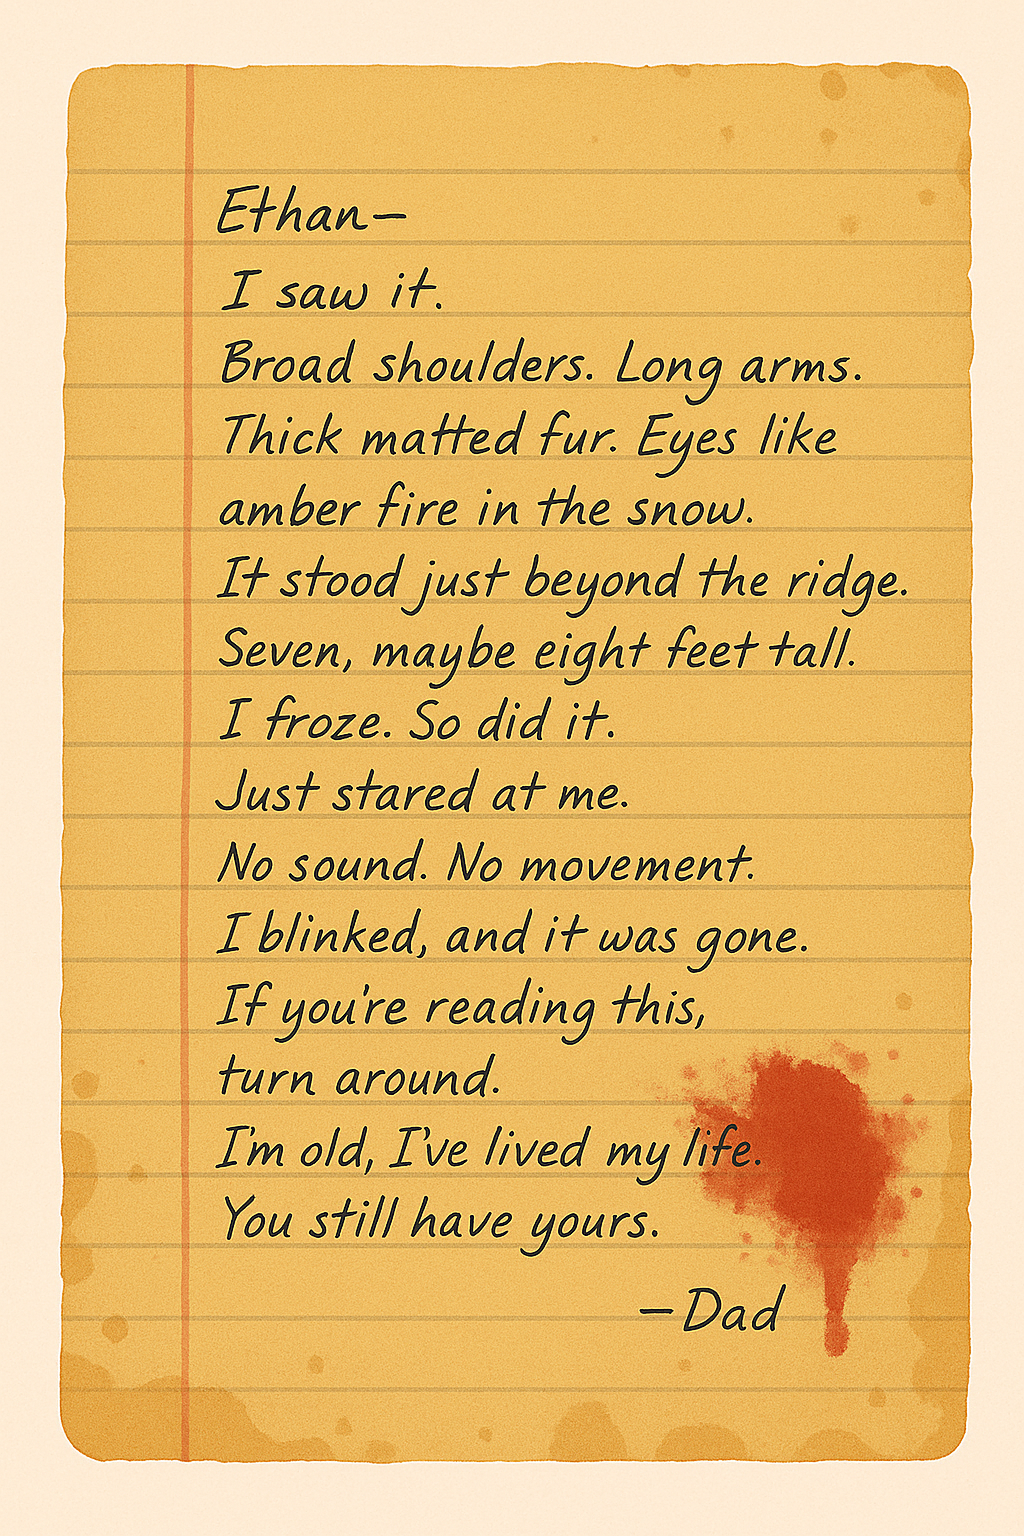 Ethan—
I saw it.
Broad shoulders. Long arms.
Thick matted fur. Eyes like
amber fire in the snow.
It stood just beyond the ridge.
Seven, maybe eight feet tall.
I froze. So did it.
Just stared at me.
No sound. No movement.
I blinked, and it was gone.
If you're reading this,
turn around.
I'm old, I've lived my life.
You still have yours.
—Dad